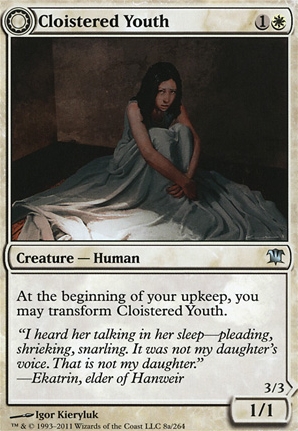 Cloistered Youth 1
Creature — Human
At the beginning of your upkeep, you
may transform Cloistered Youth.
“I heard her talking in her sleep—pleading,
shrieking, snarling. It was not my daughter’s
voice. That is not my daughter.”
—Ekatrin, elder of Hanweir
3/3
Igor Kieryluk
™ & © 1993–2011 Wizards of the Coast LLC 8a/264
1/1